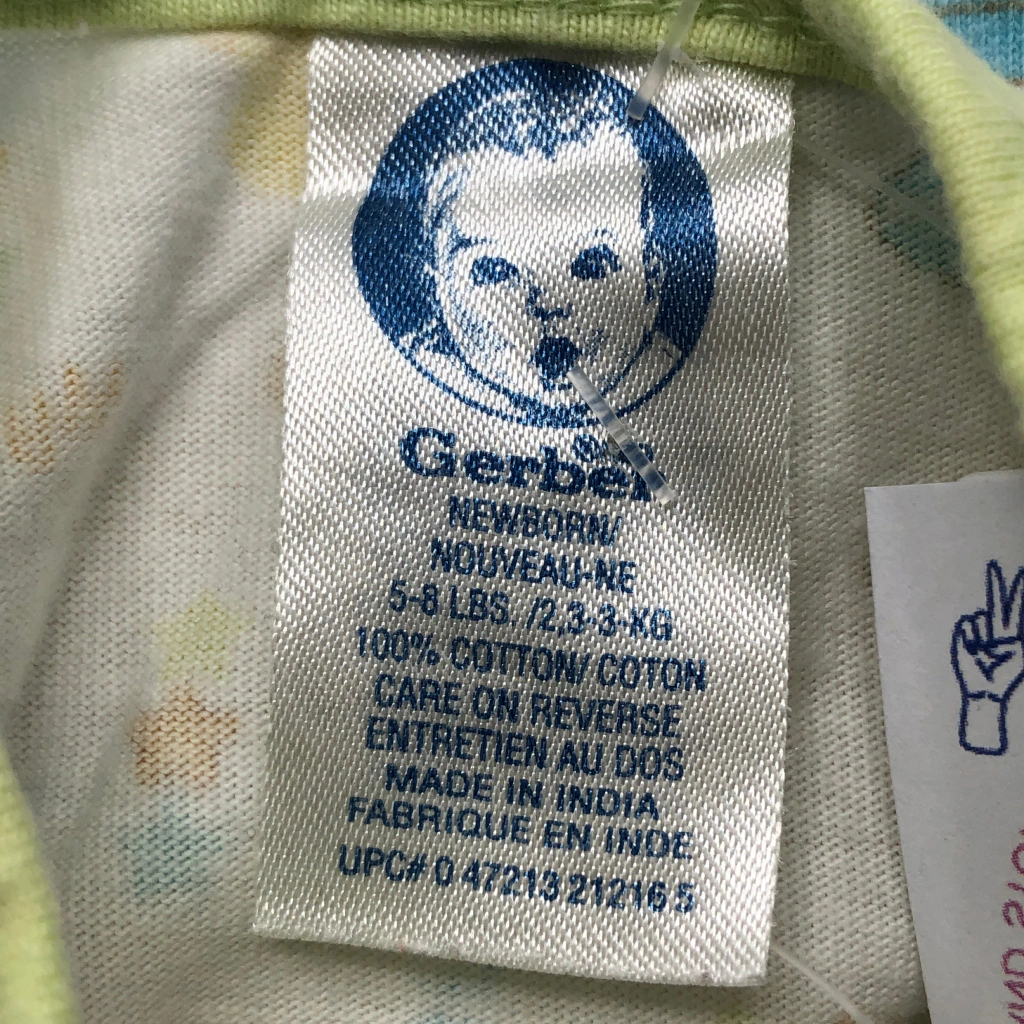 Gerber®
NEWBORN/
NOUVEAU-NE
5-8 LBS. /2,3-3-KG
100% COTTON/ COTON
CARE ON REVERSE
ENTRETIEN AU DOS
MADE IN INDIA
FABRIQUE EN INDE
UPC# 0 47213 21216 5